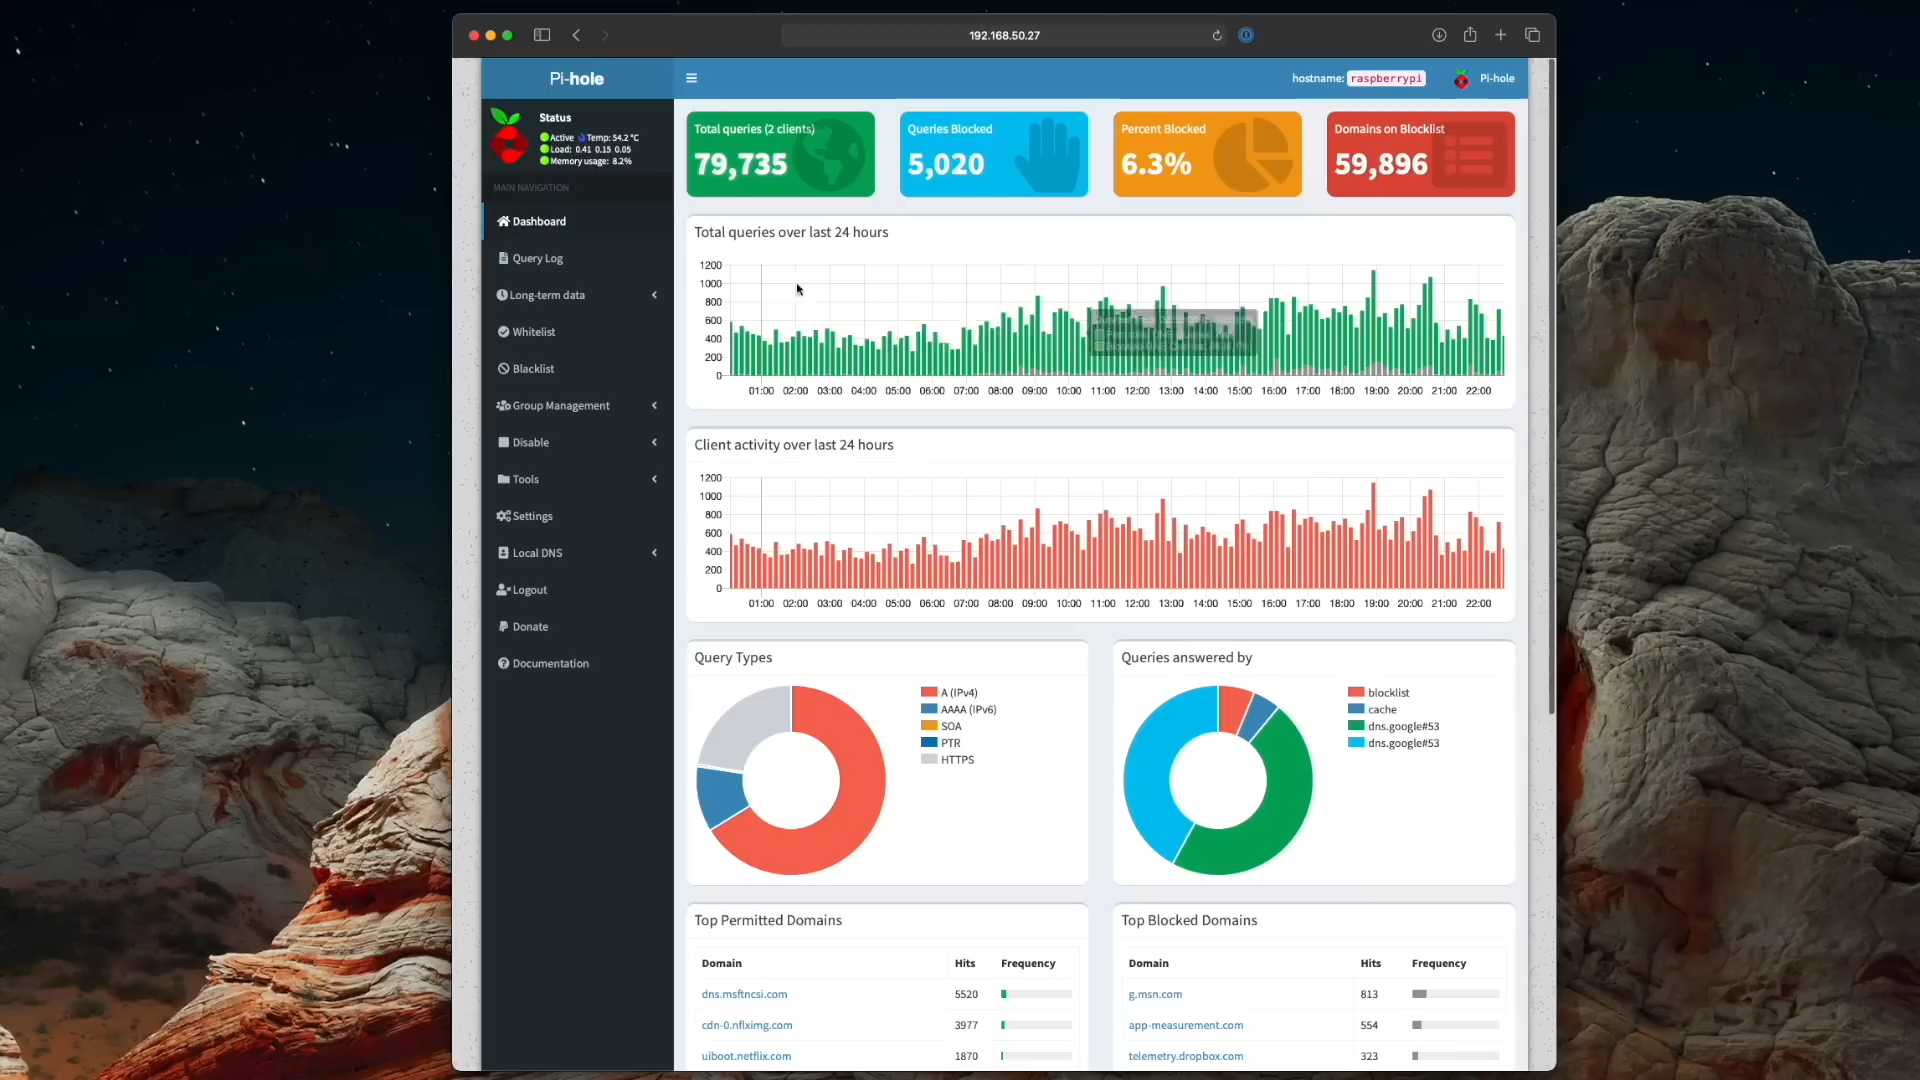 192.168.50.27
Pi-hole
hostname: raspberrypi
Pi-hole
Status
Active Temp: 54.2 °C
Load: 0.41 0.15 0.05
Memory usage: 8.2%
MAIN NAVIGATION
Dashboard
Query Log
Long-term data
Whitelist
Blacklist
Group Management
Disable
Tools
Settings
Local DNS
Logout
Donate
Documentation
Total queries (2 clients)
79,735
Queries Blocked
5,020
Percent Blocked
6.3%
Domains on Blocklist
59,896
Total queries over last 24 hours
1200
1000
800
600
400
200
0
01:00 02:00 03:00 04:00 05:00 06:00 07:00 08:00 09:00 10:00 11:00 12:00 13:00 14:00 15:00 16:00 17:00 18:00 19:00 20:00 21:00 22:00
Client activity over last 24 hours
1200
1000
800
600
400
200
0
01:00 02:00 03:00 04:00 05:00 06:00 07:00 08:00 09:00 10:00 11:00 12:00 13:00 14:00 15:00 16:00 17:00 18:00 19:00 20:00 21:00 22:00
Query Types
A (IPv4)
AAAA (IPv6)
SOA
PTR
HTTPS
Queries answered by
blocklist
cache
dns.google#53
dns.google#53
Top Permitted Domains
Domain Hits Frequency
dns.msftncsi.com 5520
cdn-0.nflximg.com 3977
uiboot.netflix.com 1870
Top Blocked Domains
Domain Hits Frequency
g.msn.com 813
app-measurement.com 554
telemetry.dropbox.com 323